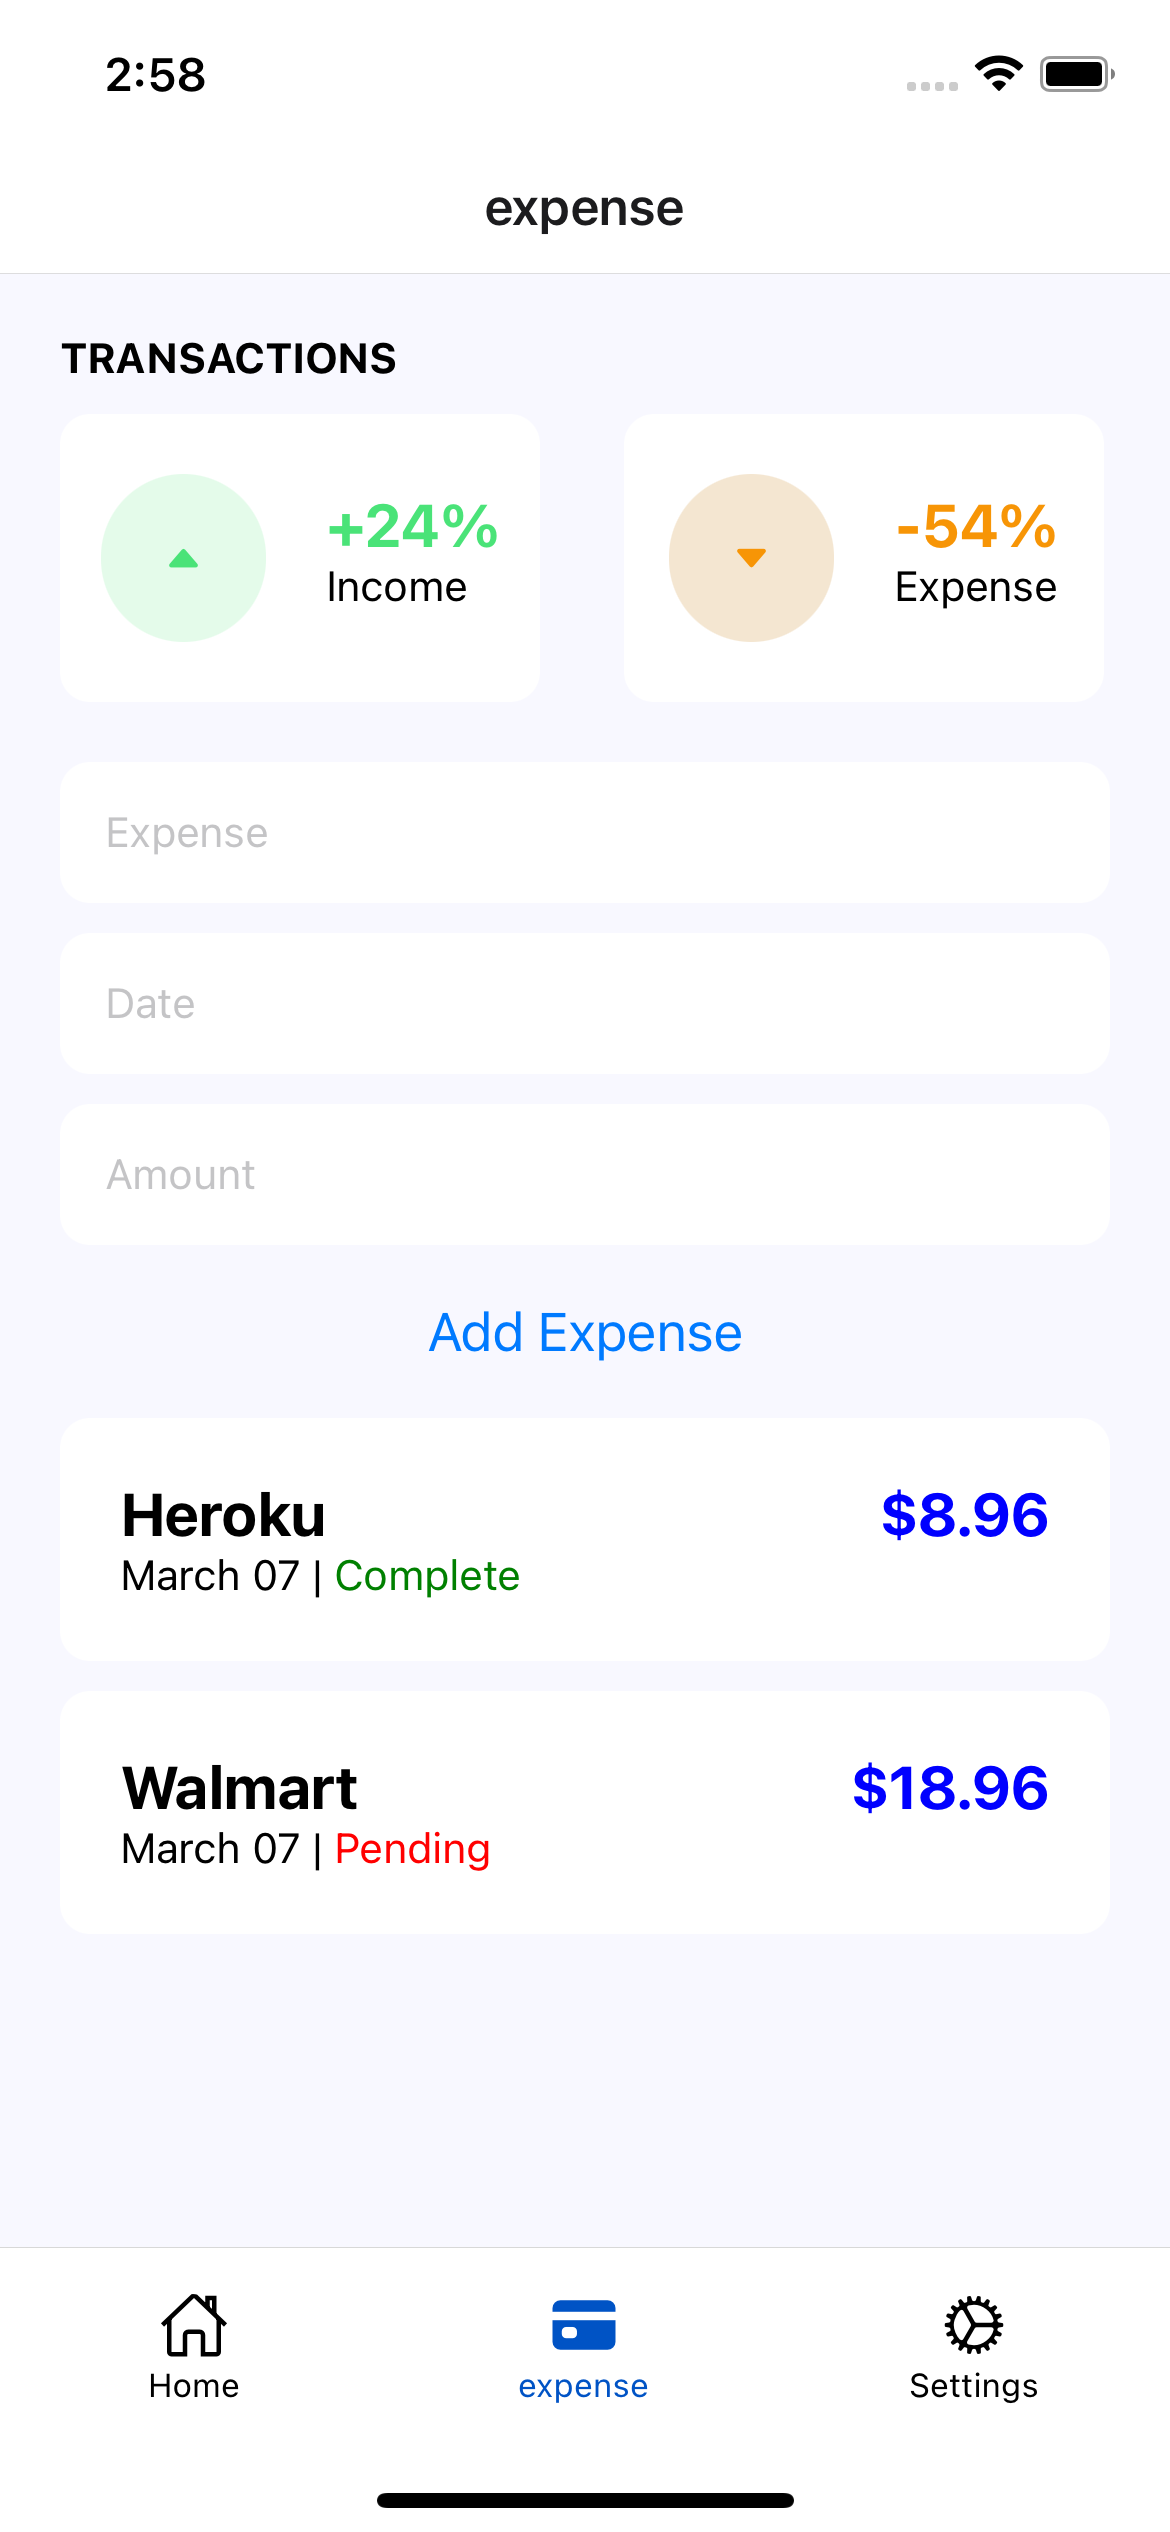 2:58
expense
TRANSACTIONS
+24%
Income
-54%
Expense
Expense
Date
Amount
Add Expense
Heroku
$8.96
March 07 | Complete
Walmart
$18.96
March 07 | Pending
Home
expense
Settings